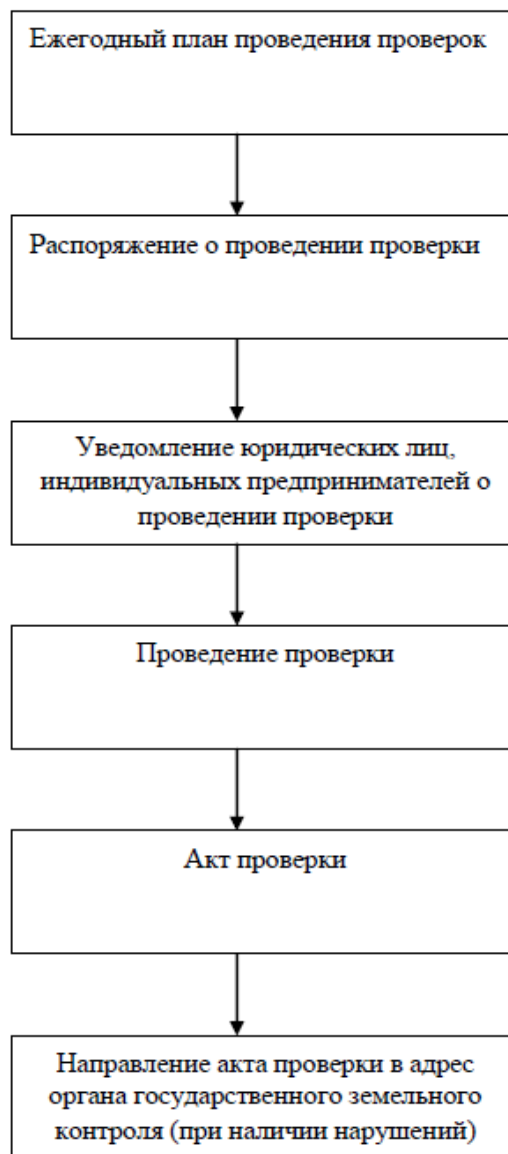 Ежегодный план проведения проверок
Распоряжение о проведении проверки
Уведомление юридических лиц,
индивидуальных предпринимателей о
проведении проверки
Проведение проверки
Акт проверки
Направление акта проверки в адрес
органа государственного земельного
контроля (при наличии нарушений)